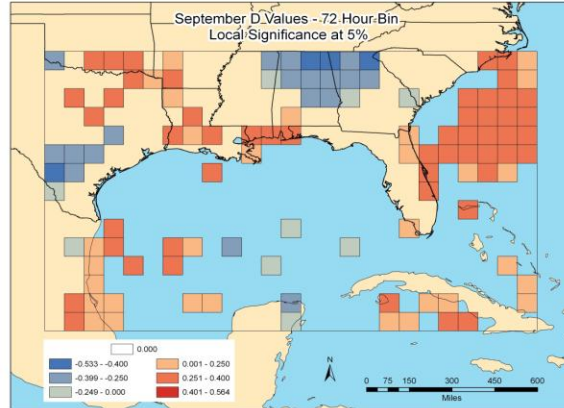 September D Values - 72 Hour-Bin
Local Significance at 5%
0.000
-0.533 - -0.400
0.001 - 0.250
-0.399 - -0.250
0.251 - 0.400
-0.249 - 0.000
0.401 - 0.564
N
0 75 150 300 450 600
Miles